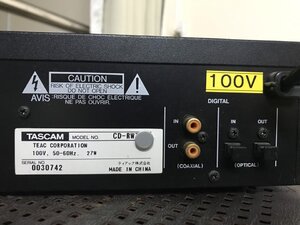 CAUTION
RISK OF ELECTRIC SHOCK
DO NOT OPEN
AVIS
RISQUE DE CHOC ELECTRIQUE
NE PAS OUVRIR
100V
DIGITAL
IN
OUT
(COAXIAL)
IN
OUT
(OPTICAL)
TASCAM MODEL NO. CD-RW
TEAC CORPORATION
100V, 50-60Hz, 27W
SERIAL NO.
0030742
ティアック株式会社
MADE IN CHINA